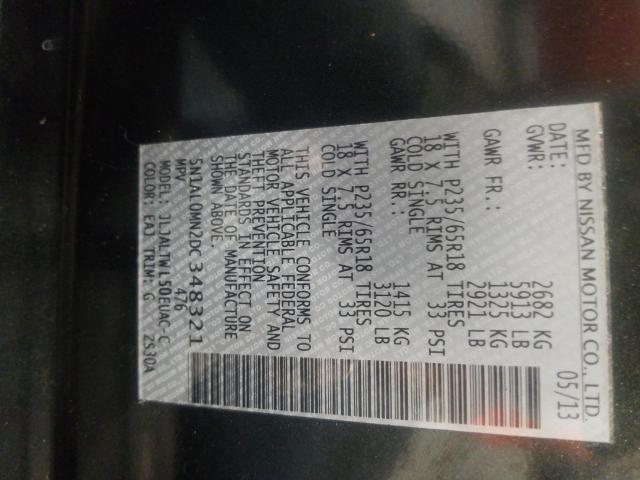 MFD BY NISSAN MOTOR CO., LTD.
DATE: 05/13
GVWR: 2682 KG
5913 LB
GAWR FR.: 1325 KG
2921 LB
WITH P235/65R18 TIRES
18 X 7.5 RIMS AT 33 PSI
COLD SINGLE
GAWR RR.: 1415 KG
3120 LB
WITH P235/65R18 TIRES
18 X 7.5 RIMS AT 33 PSI
COLD SINGLE
THIS VEHICLE CONFORMS TO
ALL APPLICABLE FEDERAL
MOTOR VEHICLE SAFETY AND
THEFT PREVENTION
STANDARDS IN EFFECT ON
THE DATE OF MANUFACTURE
SHOWN ABOVE.
5N1AL0MN2DC348321
MPV 476
MODEL: JLJALTWL50EUAC-C
COLOR: EAJ TRIM: G ZS30A